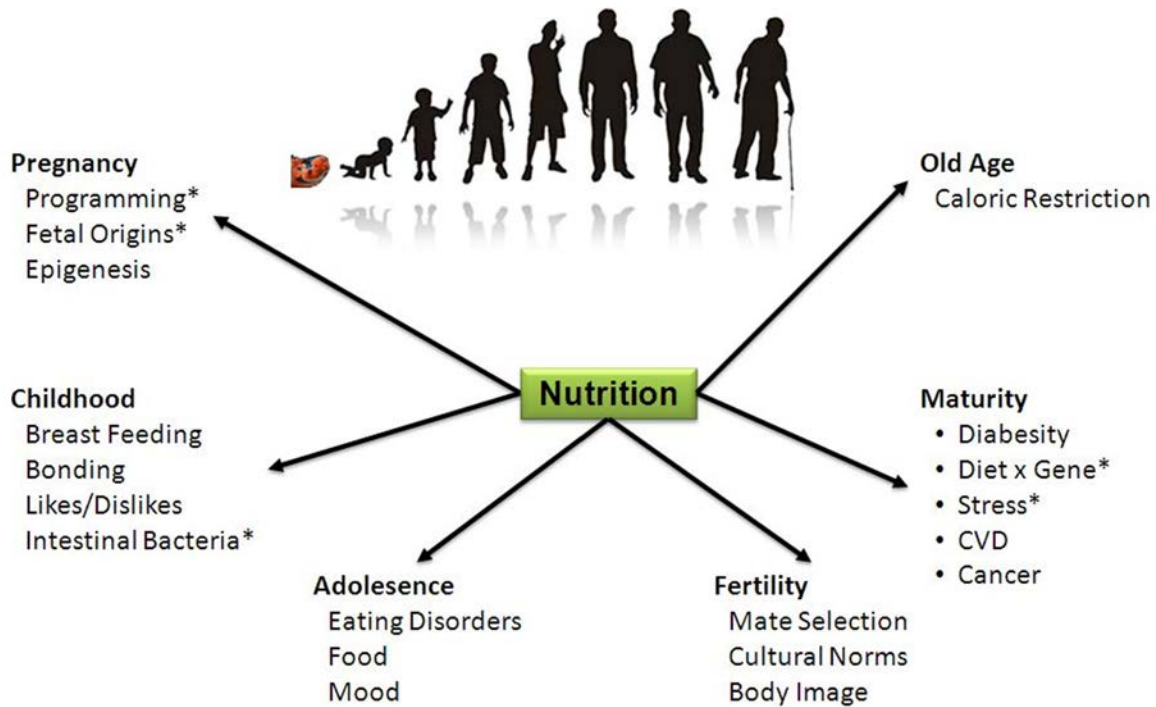 Pregnancy
Programming*
Fetal Origins*
Epigenesis
Old Age
Caloric Restriction
Nutrition
Childhood
Breast Feeding
Bonding
Likes/Dislikes
Intestinal Bacteria*
Maturity
• Diabesity
• Diet x Gene*
• Stress*
• CVD
• Cancer
Adolesence
Eating Disorders
Food
Mood
Fertility
Mate Selection
Cultural Norms
Body Image